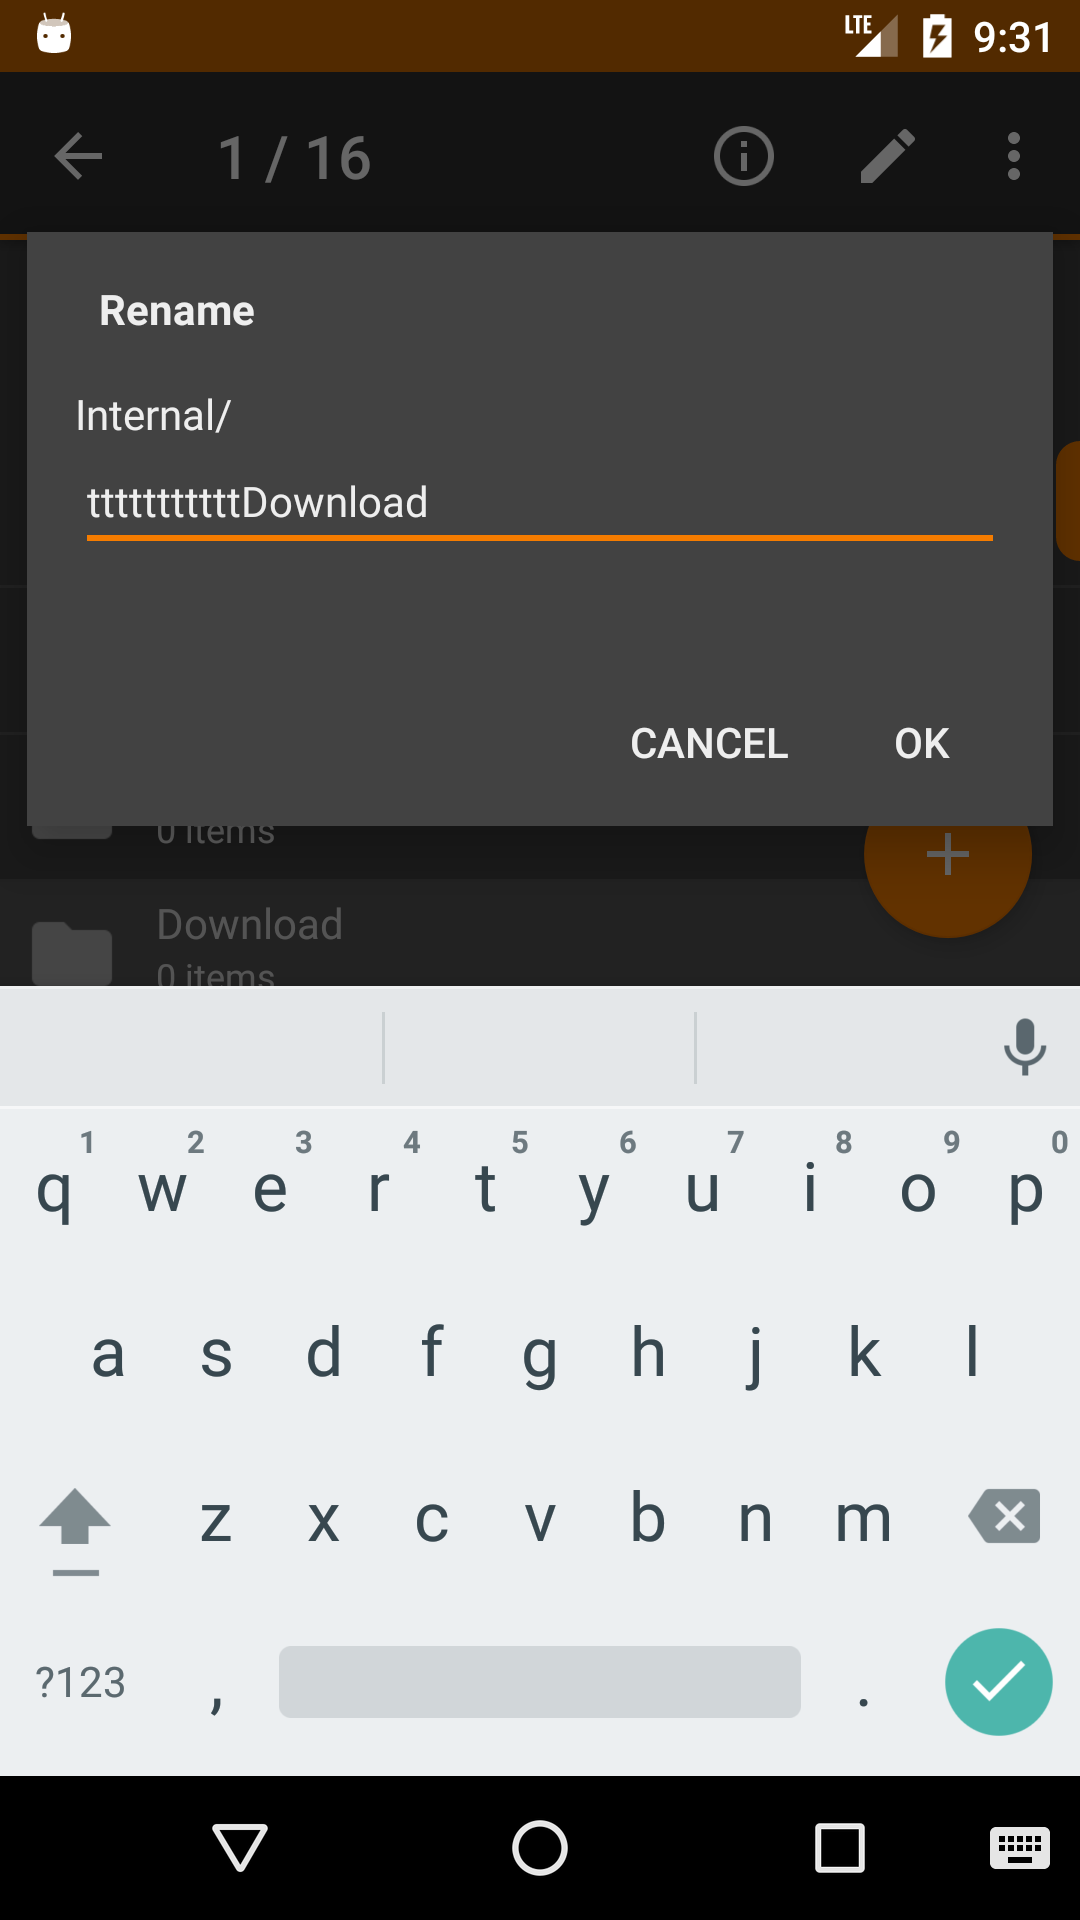 LTE 9:31
1 / 16
Rename
Internal/
tttttttttttDownload
CANCEL OK
0 items
Download
0 items
1 2 3 4 5 6 7 8 9 0
q w e r t y u i o p
a s d f g h j k l
z x c v b n m
?123 , .